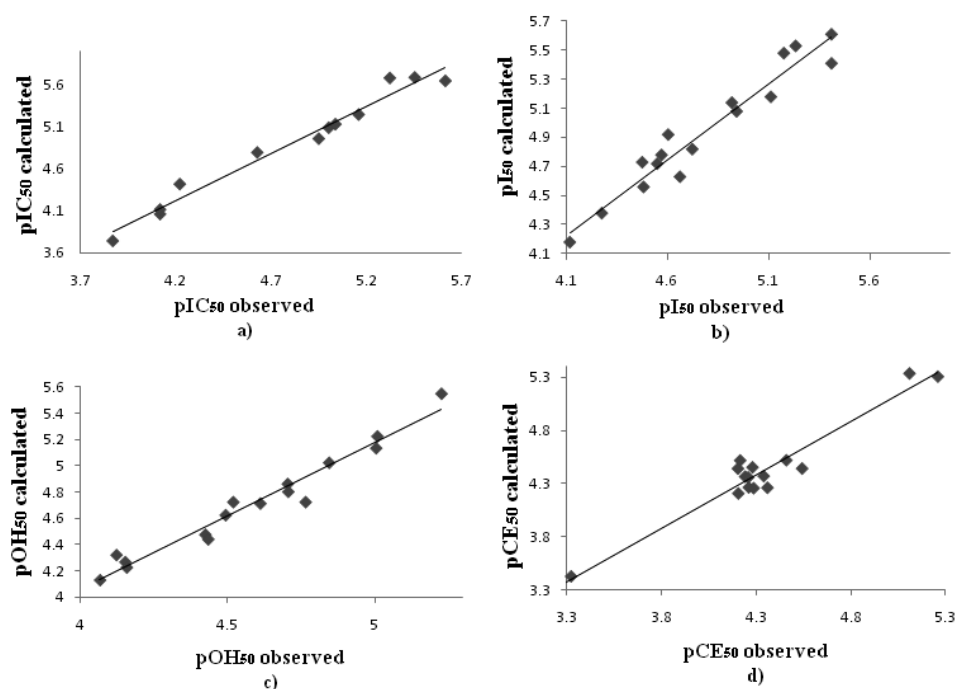 pIC50 calculated
5.6
5.1
4.6
4.1
3.6
3.7 4.2 4.7 5.2 5.7
pIC50 observed
a)
pI50 calculated
5.7
5.5
5.3
5.1
4.9
4.7
4.5
4.3
4.1
4.1 4.6 5.1 5.6
pI50 observed
b)
pOH50 calculated
5.6
5.4
5.2
5
4.8
4.6
4.4
4.2
4
4 4.5 5
pOH50 observed
c)
pCE50 calculated
5.3
4.8
4.3
3.8
3.3
3.3 3.8 4.3 4.8 5.3
pCE50 observed
d)